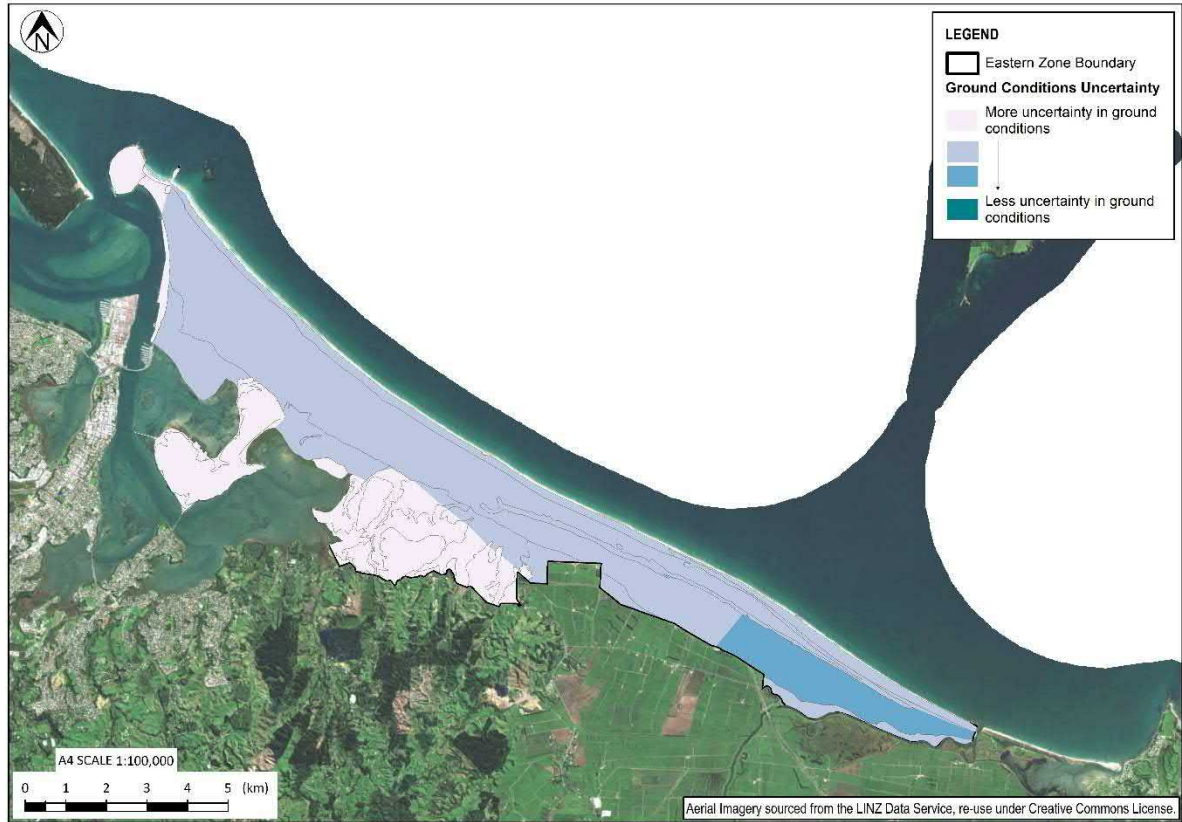 N
LEGEND
Eastern Zone Boundary
Ground Conditions Uncertainty
More uncertainty in ground
conditions
Less uncertainty in ground
conditions
A4 SCALE 1:100,000
0 1 2 3 4 5 (km)
Aerial Imagery sourced from the LINZ Data Service, re-use under Creative Commons License.